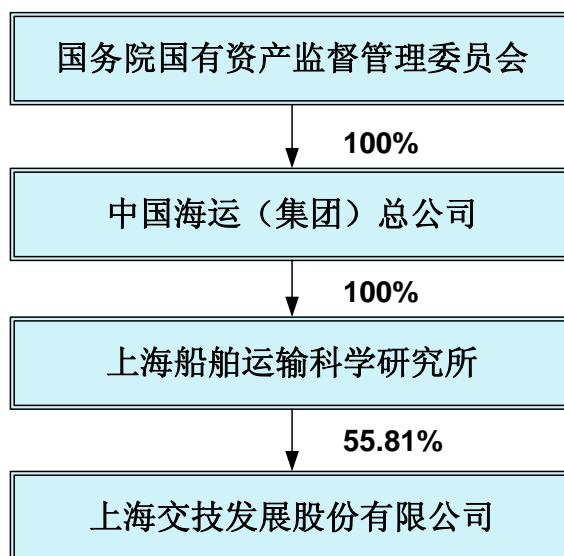 国务院国有资产监督管理委员会
100%
中国海运（集团）总公司
100%
上海船舶运输科学研究所
55.81%
上海交技发展股份有限公司